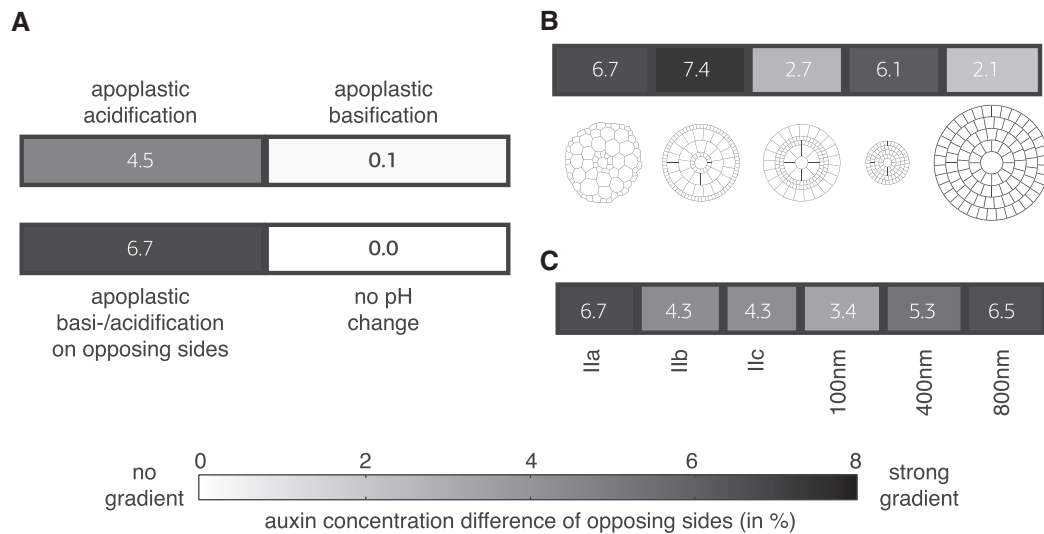 A
apoplastic
acidification
apoplastic
basification
4.5
0.1
6.7
0.0
apoplastic
basi-/acidification
on opposing sides
no pH
change
B
6.7
7.4
2.7
6.1
2.1
C
6.7
4.3
4.3
3.4
5.3
6.5
IIa
IIb
IIc
100nm
400nm
800nm
no
gradient
0
2
4
6
8
strong
gradient
auxin concentration difference of opposing sides (in %)